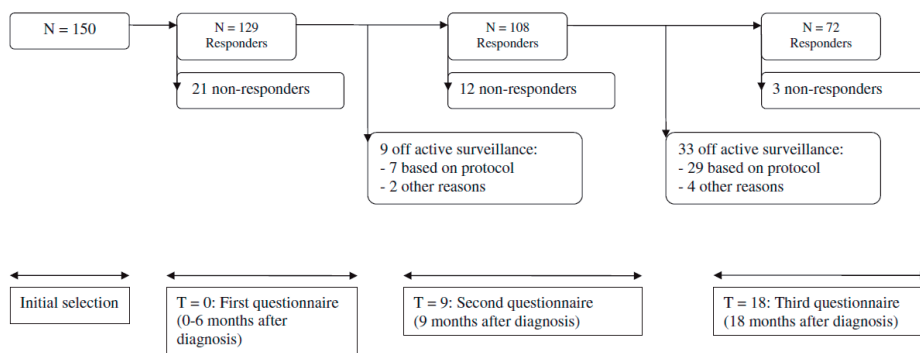 N = 150
N = 129
Responders
N = 108
Responders
N = 72
Responders
21 non-responders
12 non-responders
3 non-responders
9 off active surveillance:
- 7 based on protocol
- 2 other reasons
33 off active surveillance:
- 29 based on protocol
- 4 other reasons
Initial selection
T = 0: First questionnaire
(0-6 months after
diagnosis)
T = 9: Second questionnaire
(9 months after diagnosis)
T = 18: Third questionnaire
(18 months after diagnosis)